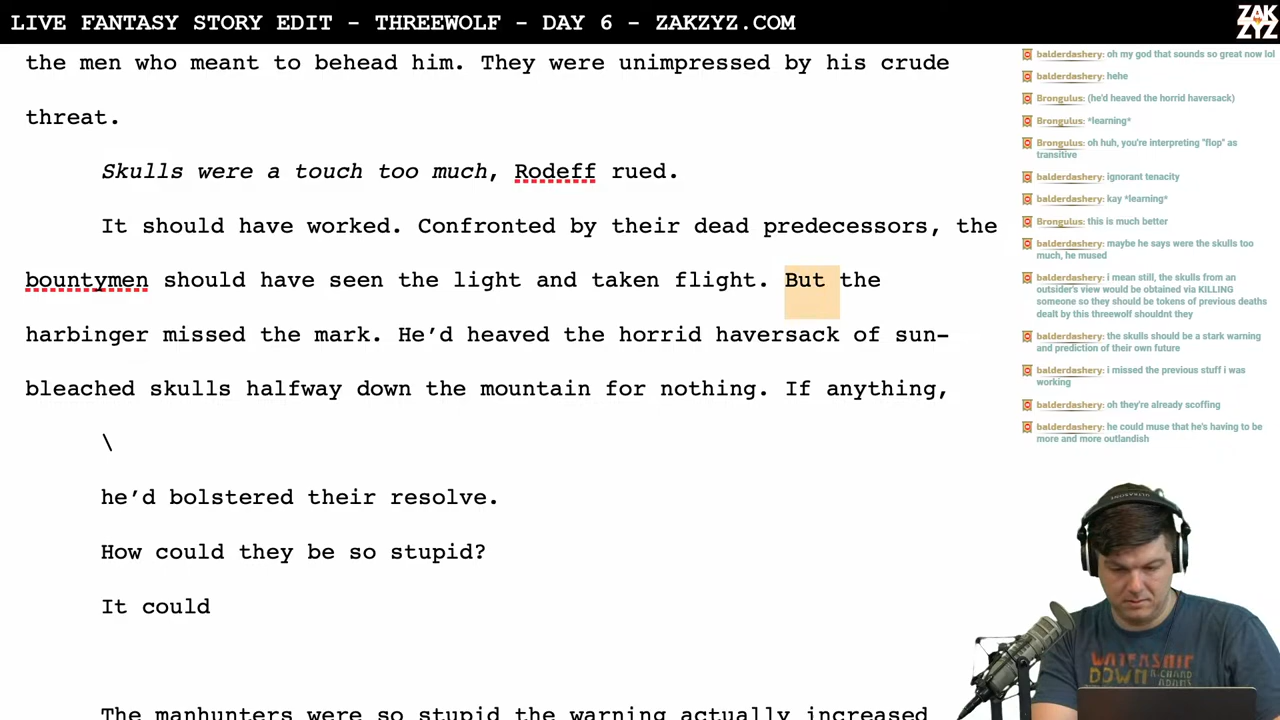 LIVE FANTASY STORY EDIT - THREEWOLF - DAY 6 - ZAKZYZ.COM
ZAK
ZYZ
the men who meant to behead him. They were unimpressed by his crude
threat.
Skulls were a touch too much, Rodeff rued.
It should have worked. Confronted by their dead predecessors, the
bountymen should have seen the light and taken flight. But the
harbinger missed the mark. He’d heaved the horrid haversack of sun-
bleached skulls halfway down the mountain for nothing. If anything,
\
he’d bolstered their resolve.
How could they be so stupid?
It could
The manhunters were so stupid the warning actually increased
balderdashery: oh my god that sounds so great now lol
balderdashery: hehe
Brongulus: (he'd heaved the horrid haversack)
Brongulus: *learning*
Brongulus: oh huh, you're interpreting "flop" as
transitive
balderdashery: ignorant tenacity
balderdashery: kay *learning*
Brongulus: this is much better
balderdashery: maybe he says were the skulls too
much, he mused
balderdashery: i mean still, the skulls from an
outsider's view would be obtained via KILLING
someone so they should be tokens of previous deaths
dealt by this threewolf shouldnt they
balderdashery: the skulls should be a stark warning
and prediction of their own future
balderdashery: i missed the previous stuff i was
working
balderdashery: oh they're already scoffing
balderdashery: he could muse that he's having to be
more and more outlandish
WATERSHIP
DOWN
RICHARD
ADAMS